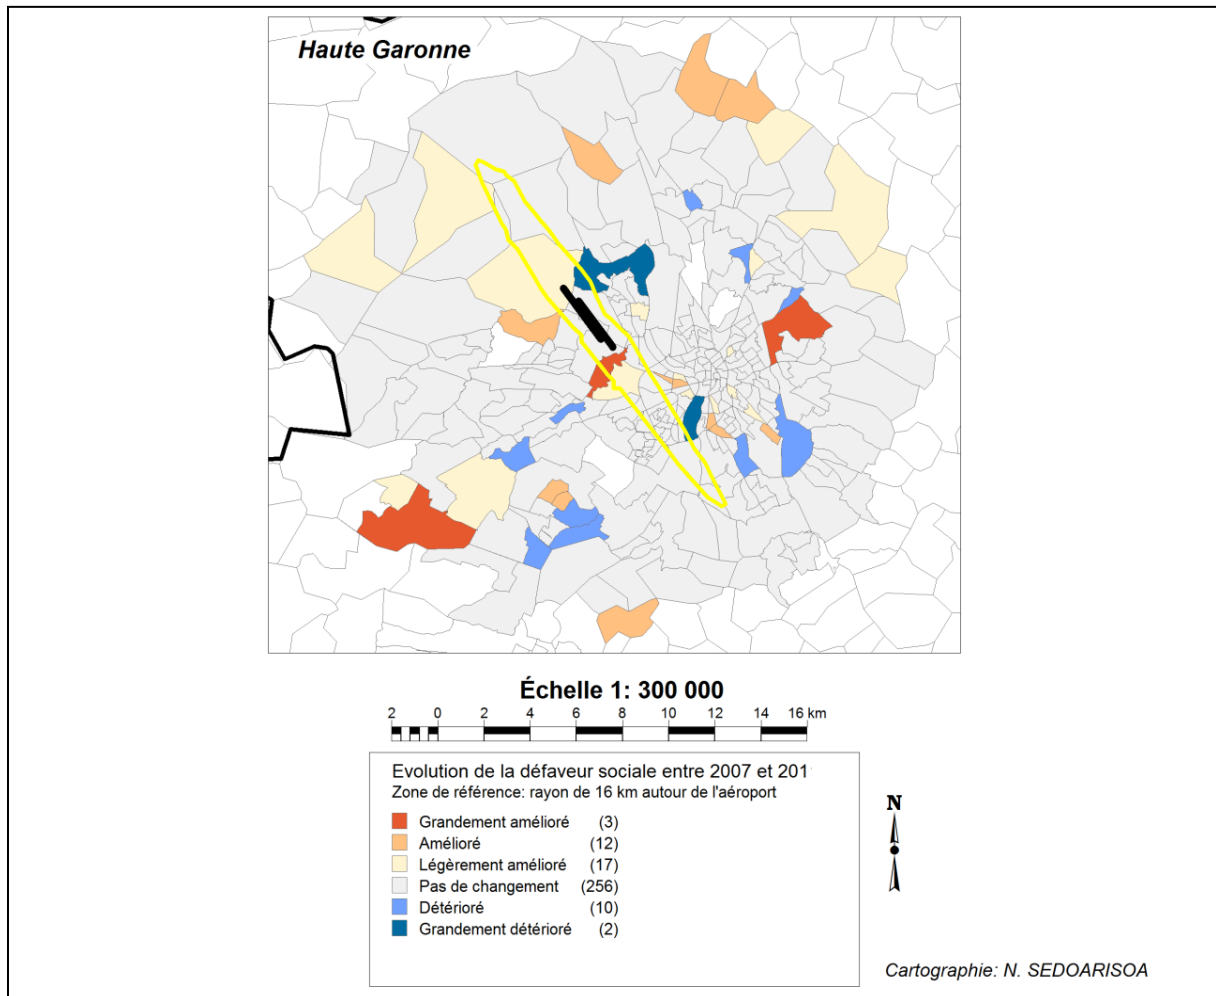 Haute Garonne
Échelle 1: 300 000
2 0 2 4 6 8 10 12 14 16 km
Evolution de la défaveur sociale entre 2007 et 201
Zone de référence: rayon de 16 km autour de l'aéroport
Grandement amélioré (3)
Amélioré (12)
Légèrement amélioré (17)
Pas de changement (256)
Détérioré (10)
Grandement détérioré (2)
N
Cartographie: N. SEDOARISOA